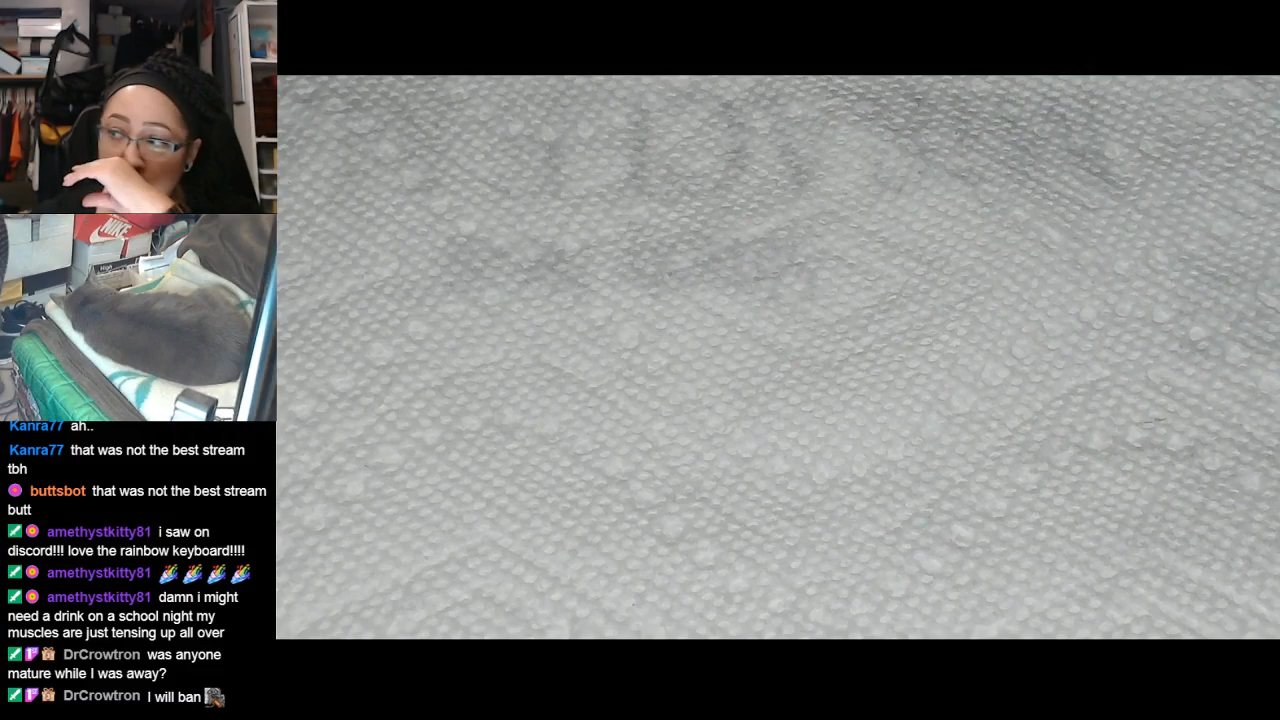 NIKE
Kanra77 ah..
Kanra77 that was not the best stream
tbh
buttsbot that was not the best stream
butt
amethystkitty81 i saw on
discord!!! love the rainbow keyboard!!!!
amethystkitty81
amethystkitty81 damn i might
need a drink on a school night my
muscles are just tensing up all over
DrCrowtron was anyone
mature while I was away?
DrCrowtron I will ban